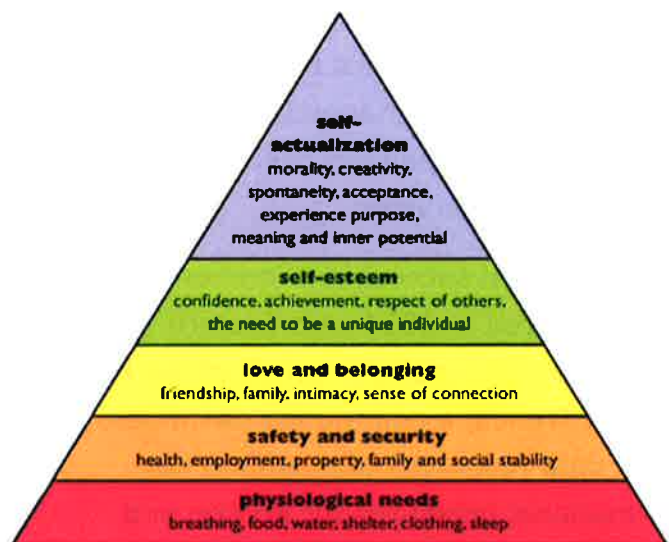 self-
actualization
morality, creativity,
spontaneity, acceptance,
experience purpose,
meaning and inner potential
self-esteem
confidence, achievement, respect of others,
the need to be a unique individual
love and belonging
friendship, family, intimacy, sense of connection
safety and security
health, employment, property, family and social stability
physiological needs
breathing, food, water, shelter, clothing, sleep